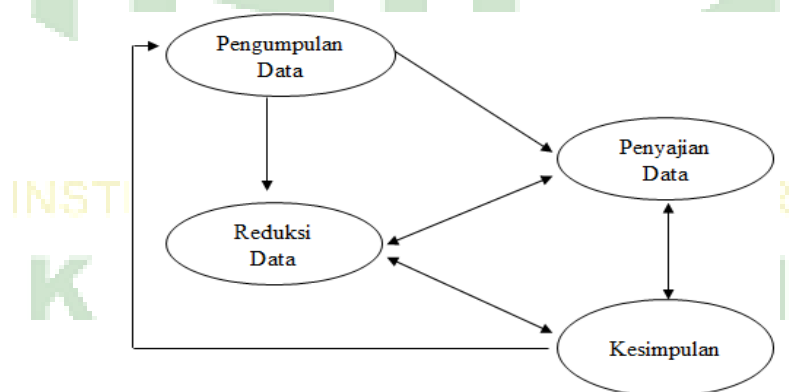 Pengumpulan
Data
Penyajian
Data
Reduksi
Data
Kesimpulan